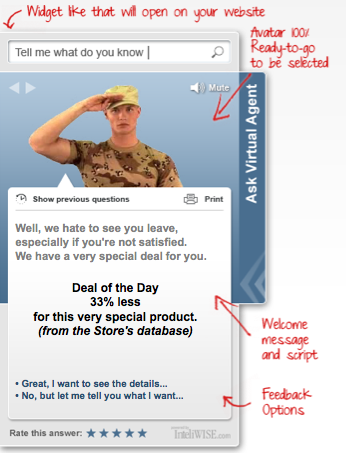 Widget like that will open on your website
Tell me what do you know
Avatar 100%
Ready-to-go
to be selected
Mute
Ask Virtual Agent
Show previous questions
Print
Well, we hate to see you leave,
especially if you're not satisfied.
We have a very special deal for you.
Deal of the Day
33% less
for this very special product.
(from the Store's database)
Welcome
message
and script
• Great, I want to see the details...
• No, but let me tell you what I want...
Feedback
Options
Rate this answer:
InteliWISE.com